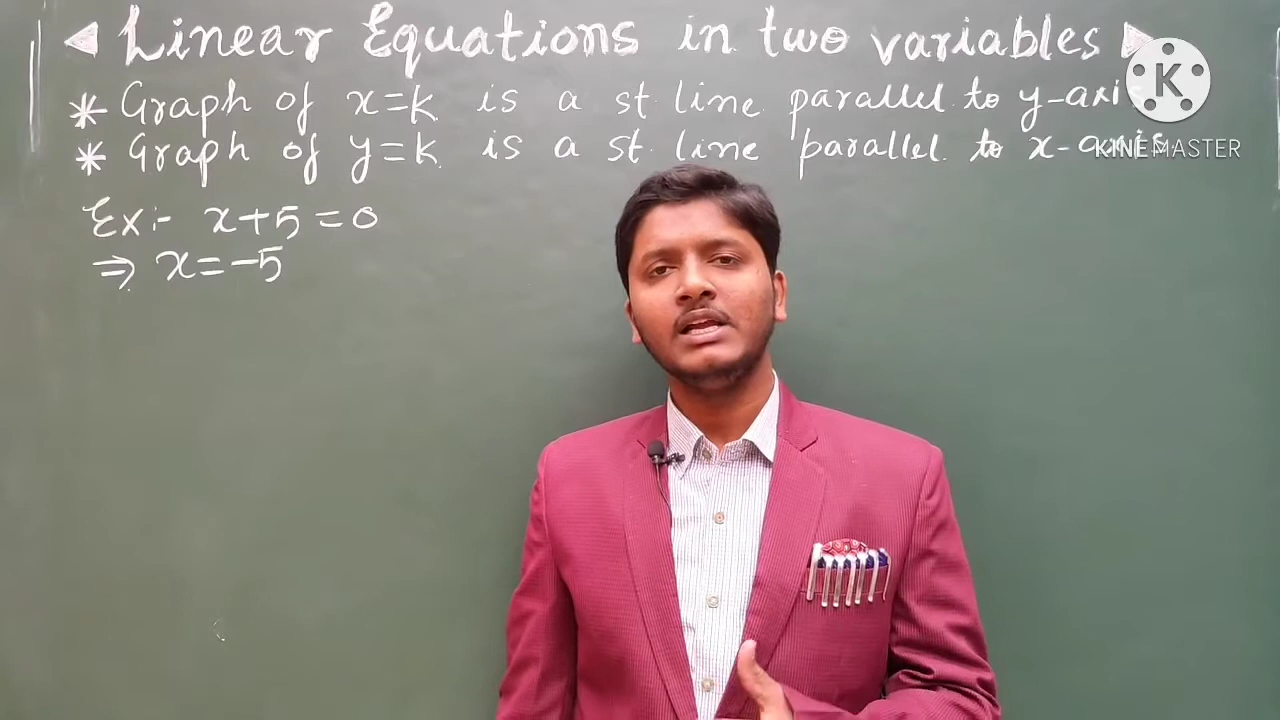 Linear Equations in two variables
* Graph of x=k is a st. line parallel to y-axis
* Graph of y=k is a st. line parallel to x-axis.
Ex:- x+5=0
⇒ x=-5
K
KINEMASTER